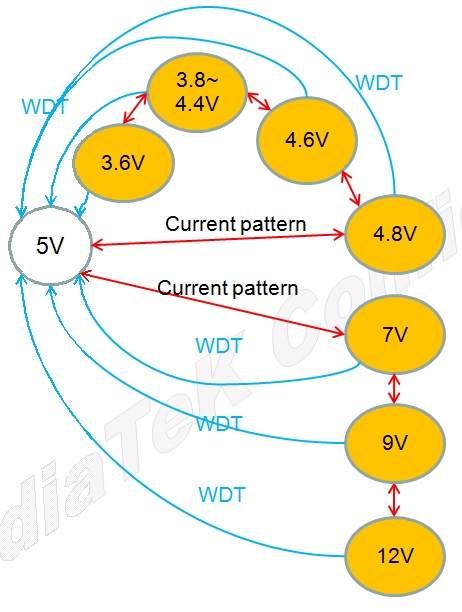 3.8~
4.4V
WDT
WDT
4.6V
3.6V
Current pattern
4.8V
5V
Current pattern
7V
WDT
WDT
9V
WDT
12V